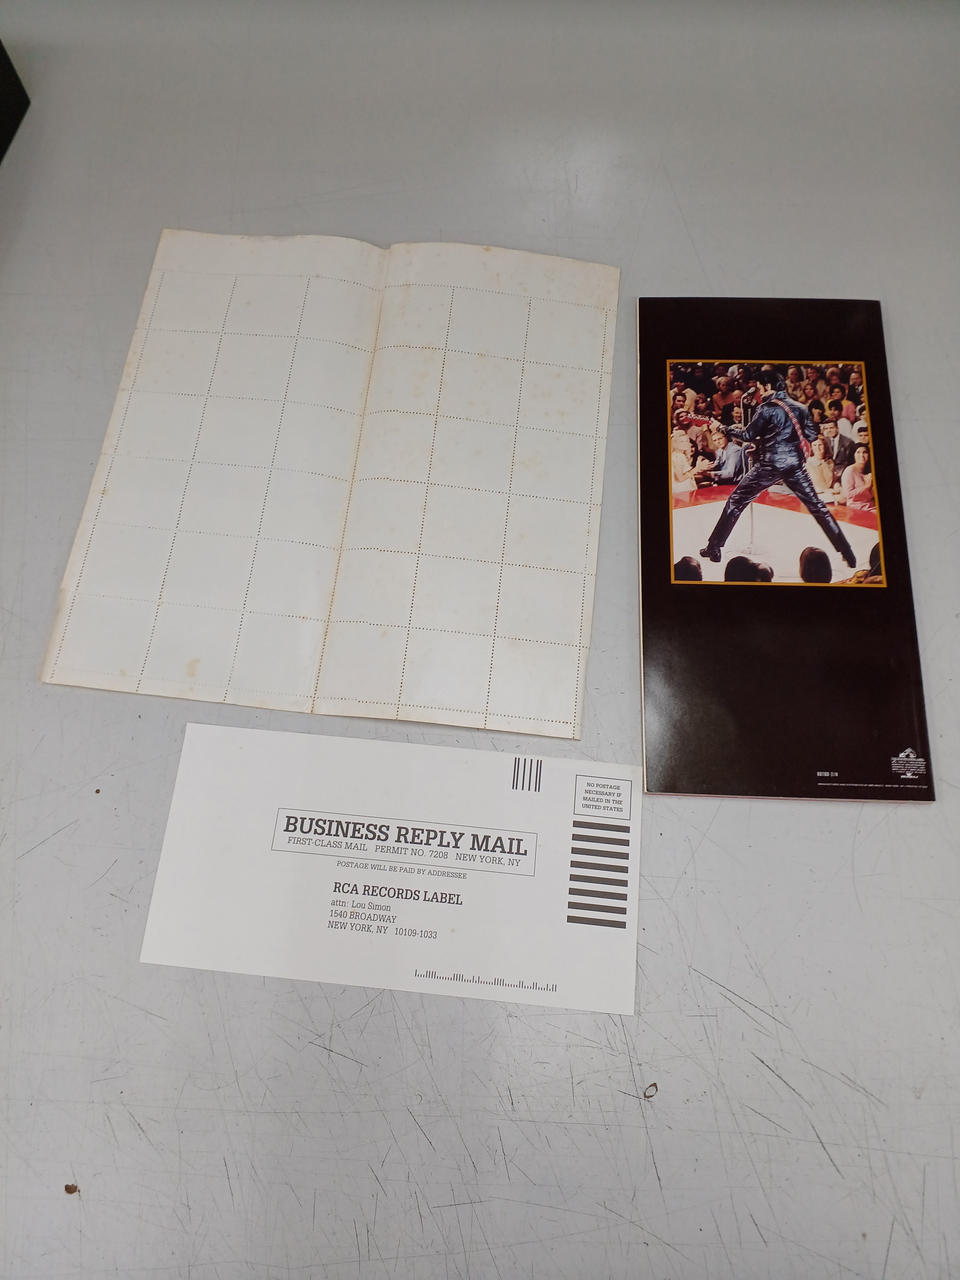 NO POSTAGE
NECESSARY IF
MAILED IN THE
UNITED STATES
BUSINESS REPLY MAIL
FIRST-CLASS MAIL PERMIT NO. 7208 NEW YORK, NY
POSTAGE WILL BE PAID BY ADDRESSEE
RCA RECORDS LABEL
attn: Lou Simon
1540 BROADWAY
NEW YORK, NY 10109-1033